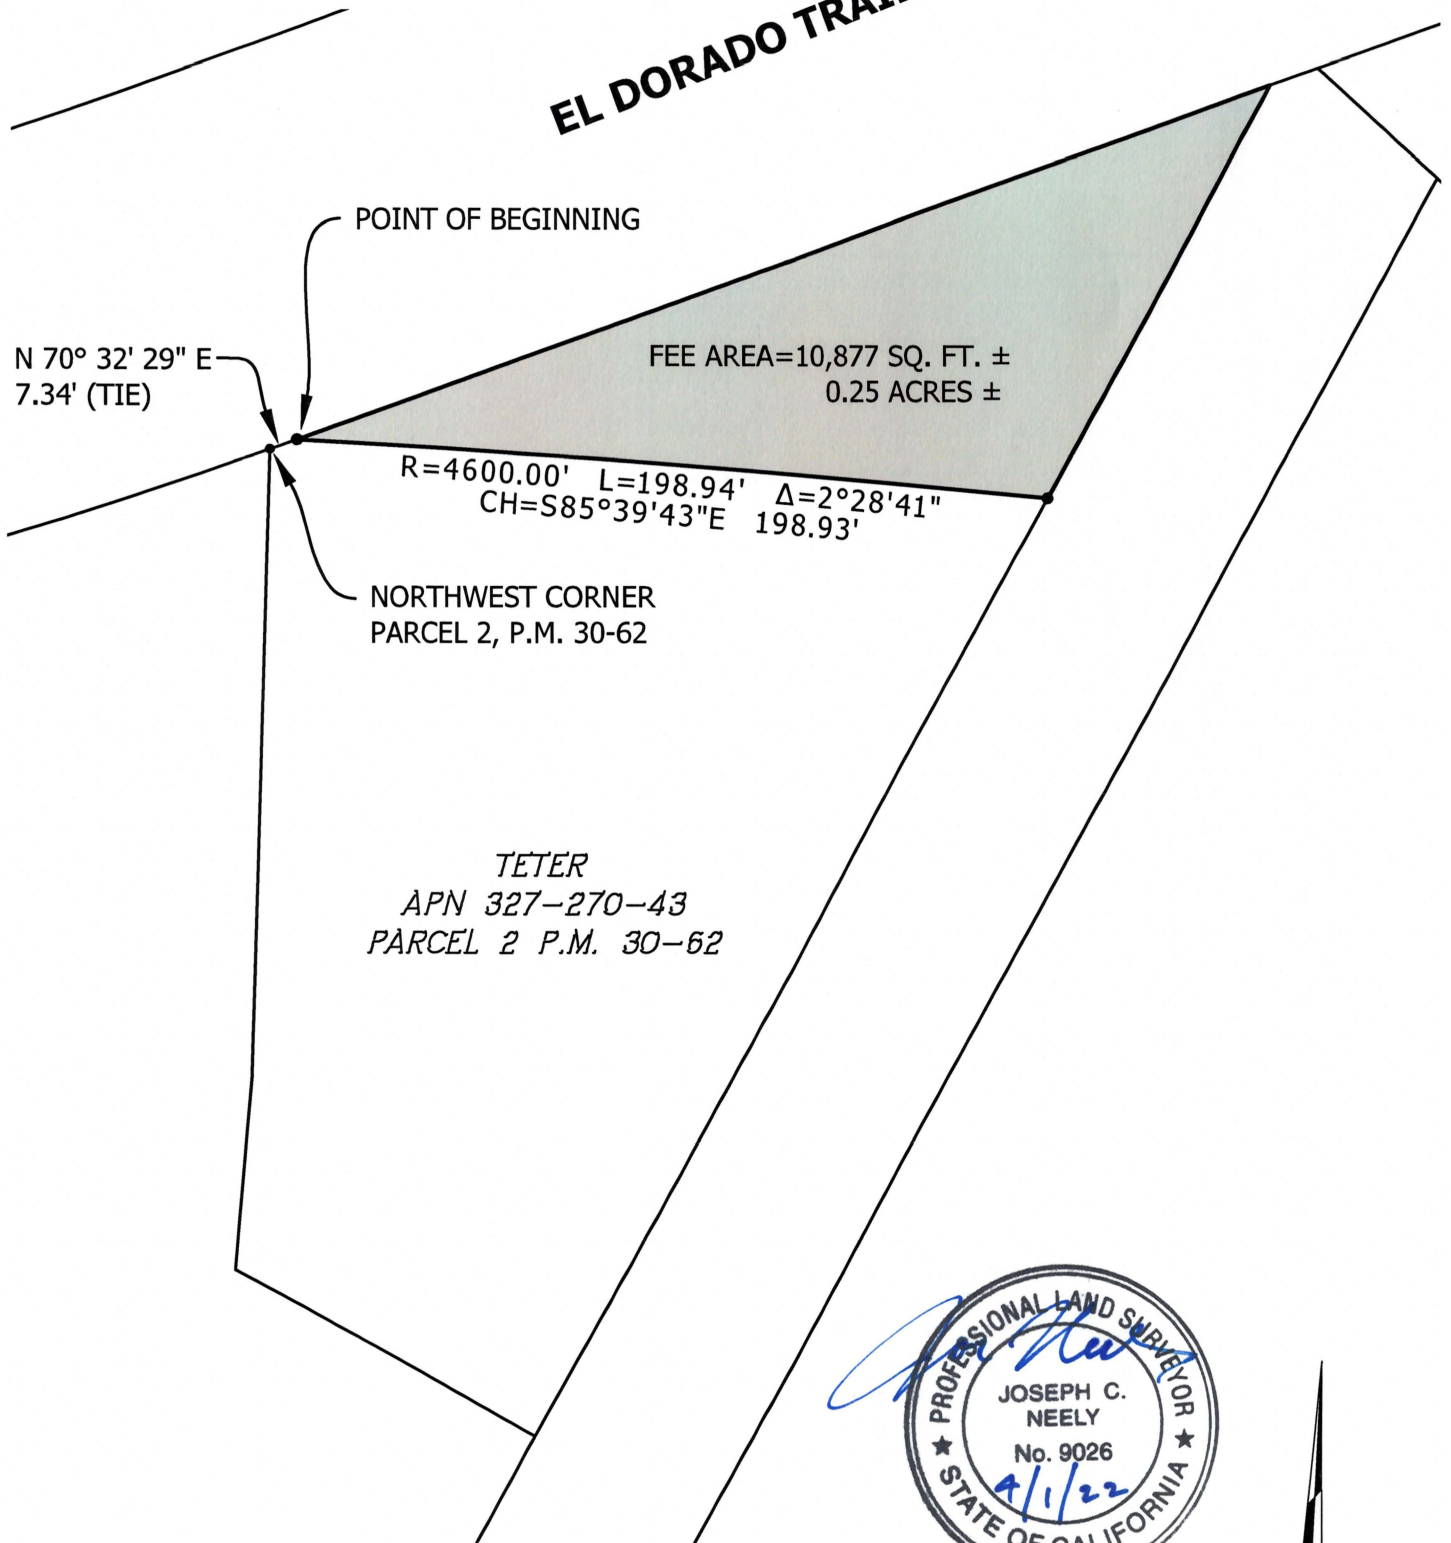 EL DORADO TRAIL
POINT OF BEGINNING
N 70° 32' 29" E
7.34' (TIE)
FEE AREA=10,877 SQ. FT. ±
0.25 ACRES ±
R=4600.00' L=198.94' Δ=2°28'41"
CH=S85°39'43"E 198.93'
NORTHWEST CORNER
PARCEL 2, P.M. 30-62
TETER
APN 327-270-43
PARCEL 2 P.M. 30-62
PROFESSIONAL LAND SURVEYOR
JOSEPH C.
NEELY
No. 9026
4/1/22
STATE OF CALIFORNIA